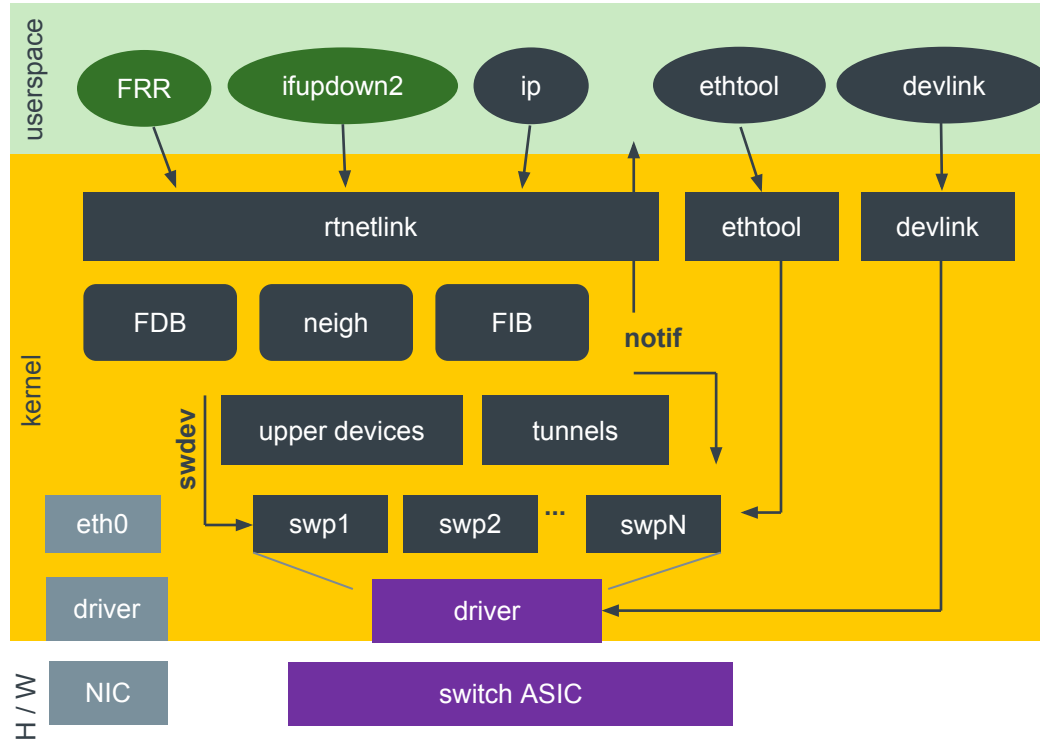 userspace
FRR
ifupdown2
ip
ethtool
devlink
kernel
rtnetlink
ethtool
devlink
FDB
neigh
FIB
notif
swdev
upper devices
tunnels
eth0
swp1
swp2
...
swpN
driver
driver
H / W
NIC
switch ASIC